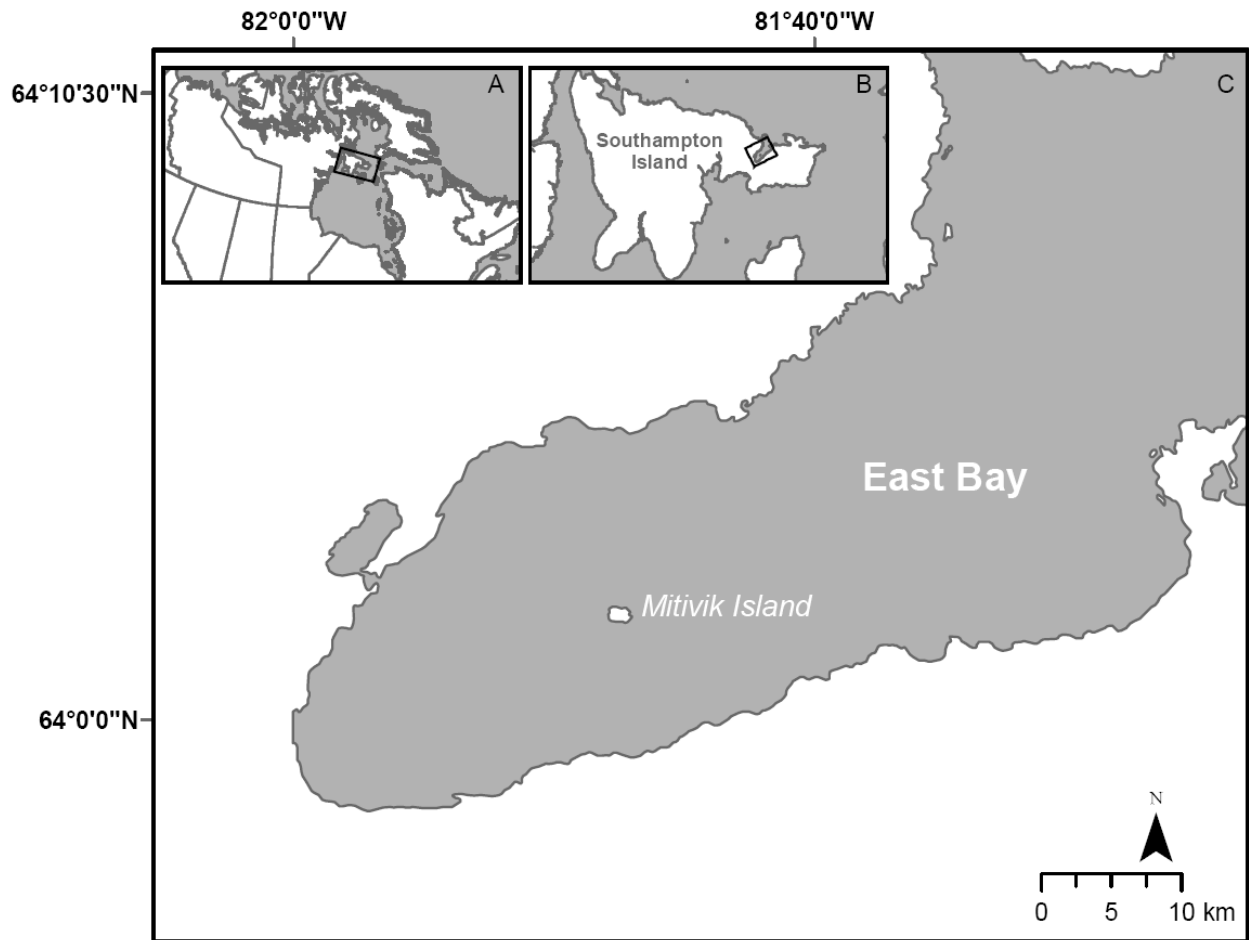 82°0'0"W
81°40'0"W
64°10'30"N
A
B
C
Southampton
Island
East Bay
Mitivik Island
64°0'0"N
N
0 5 10 km